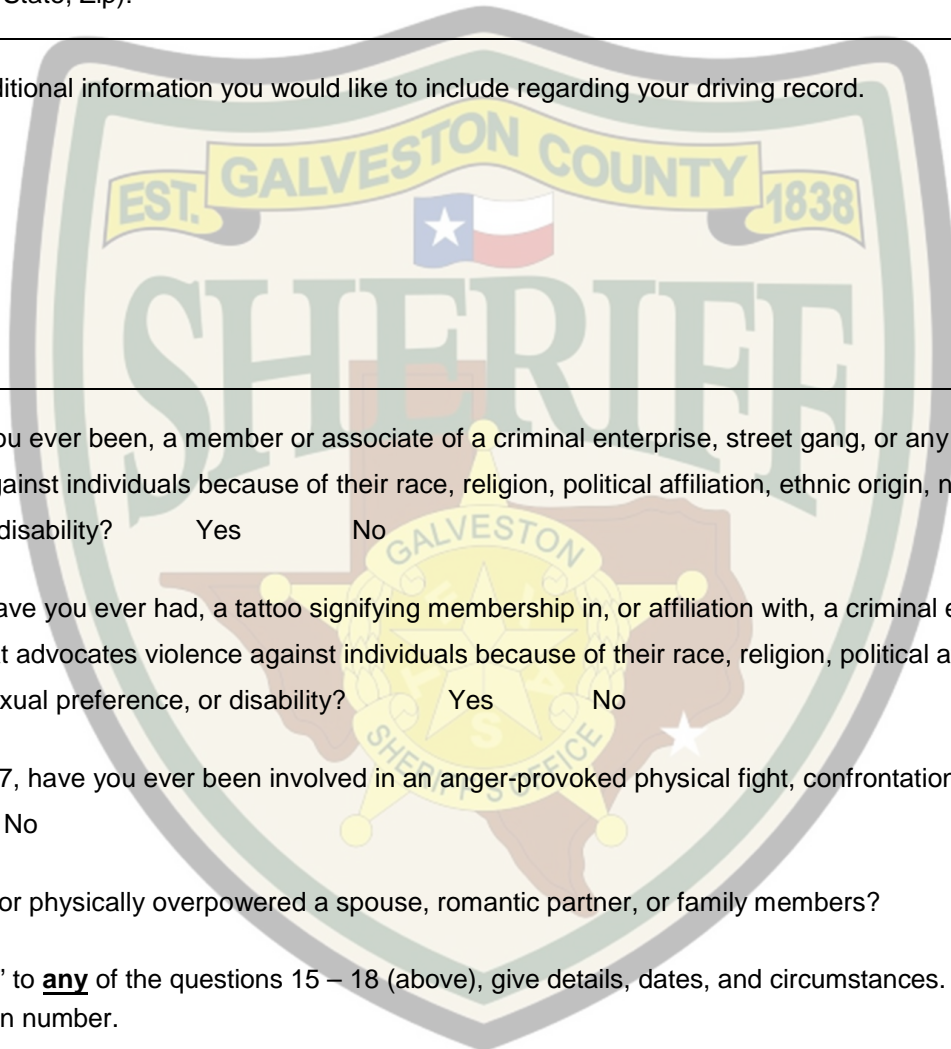 State, Zip).
ditional information you would like to include regarding your driving record.
EST. GALVESTON COUNTY 1838
SHERIFF
ou ever been, a member or associate of a criminal enterprise, street gang, or any
gainst individuals because of their race, religion, political affiliation, ethnic origin, n
disability? Yes No
GALVESTON
ave you ever had, a tattoo signifying membership in, or affiliation with, a criminal e
t advocates violence against individuals because of their race, religion, political a
xual preference, or disability? Yes No
TEXAS
SHERIFF'S OFFICE
7, have you ever been involved in an anger-provoked physical fight, confrontation
No
or physically overpowered a spouse, romantic partner, or family members?
” to any of the questions 15 – 18 (above), give details, dates, and circumstances.
n number.